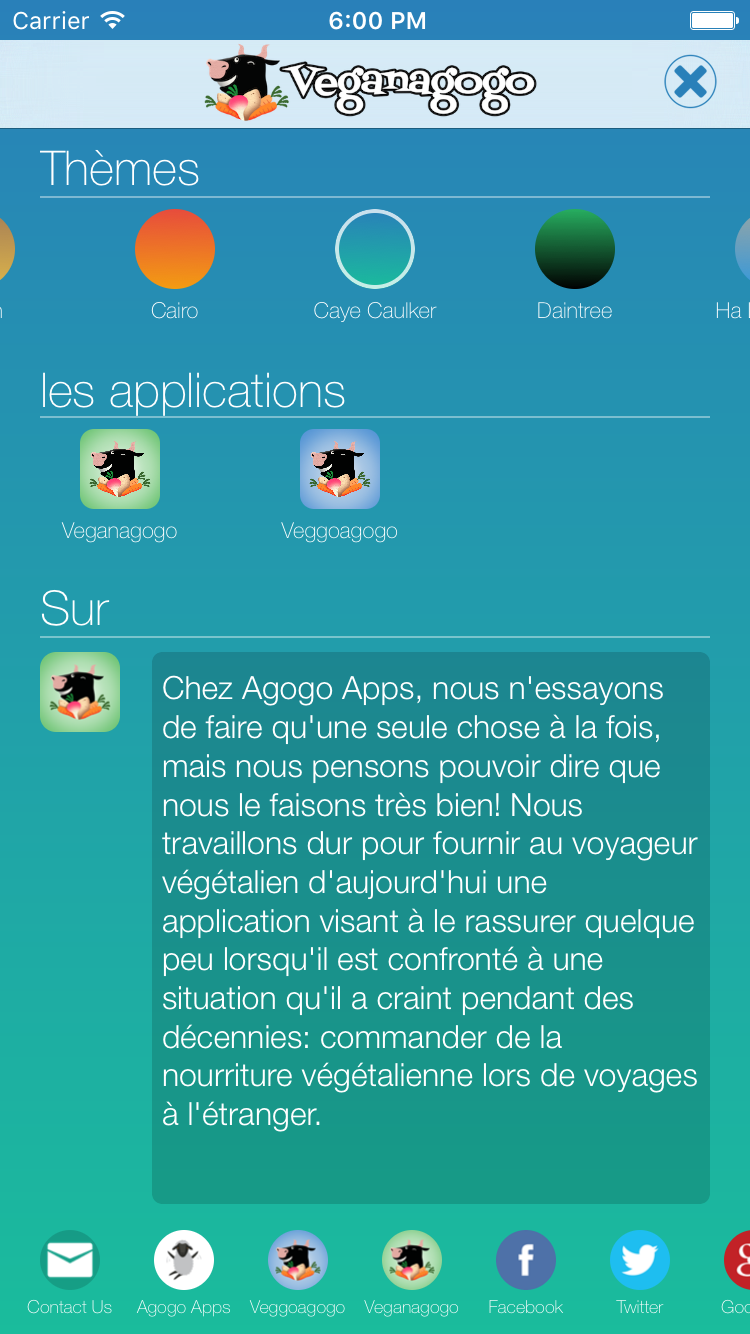 Carrier 6:00 PM
Veganagogo
Thèmes
Cairo Caye Caulker Daintree Ha
les applications
Veganagogo Veggoagogo
Sur
Chez Agogo Apps, nous n'essayons
de faire qu'une seule chose à la fois,
mais nous pensons pouvoir dire que
nous le faisons très bien! Nous
travaillons dur pour fournir au voyageur
végétalien d'aujourd'hui une
application visant à le rassurer quelque
peu lorsqu'il est confronté à une
situation qu'il a craint pendant des
décennies: commander de la
nourriture végétalienne lors de voyages
à l'étranger.
Contact Us Agogo Apps Veggoagogo Veganagogo Facebook Twitter Goo